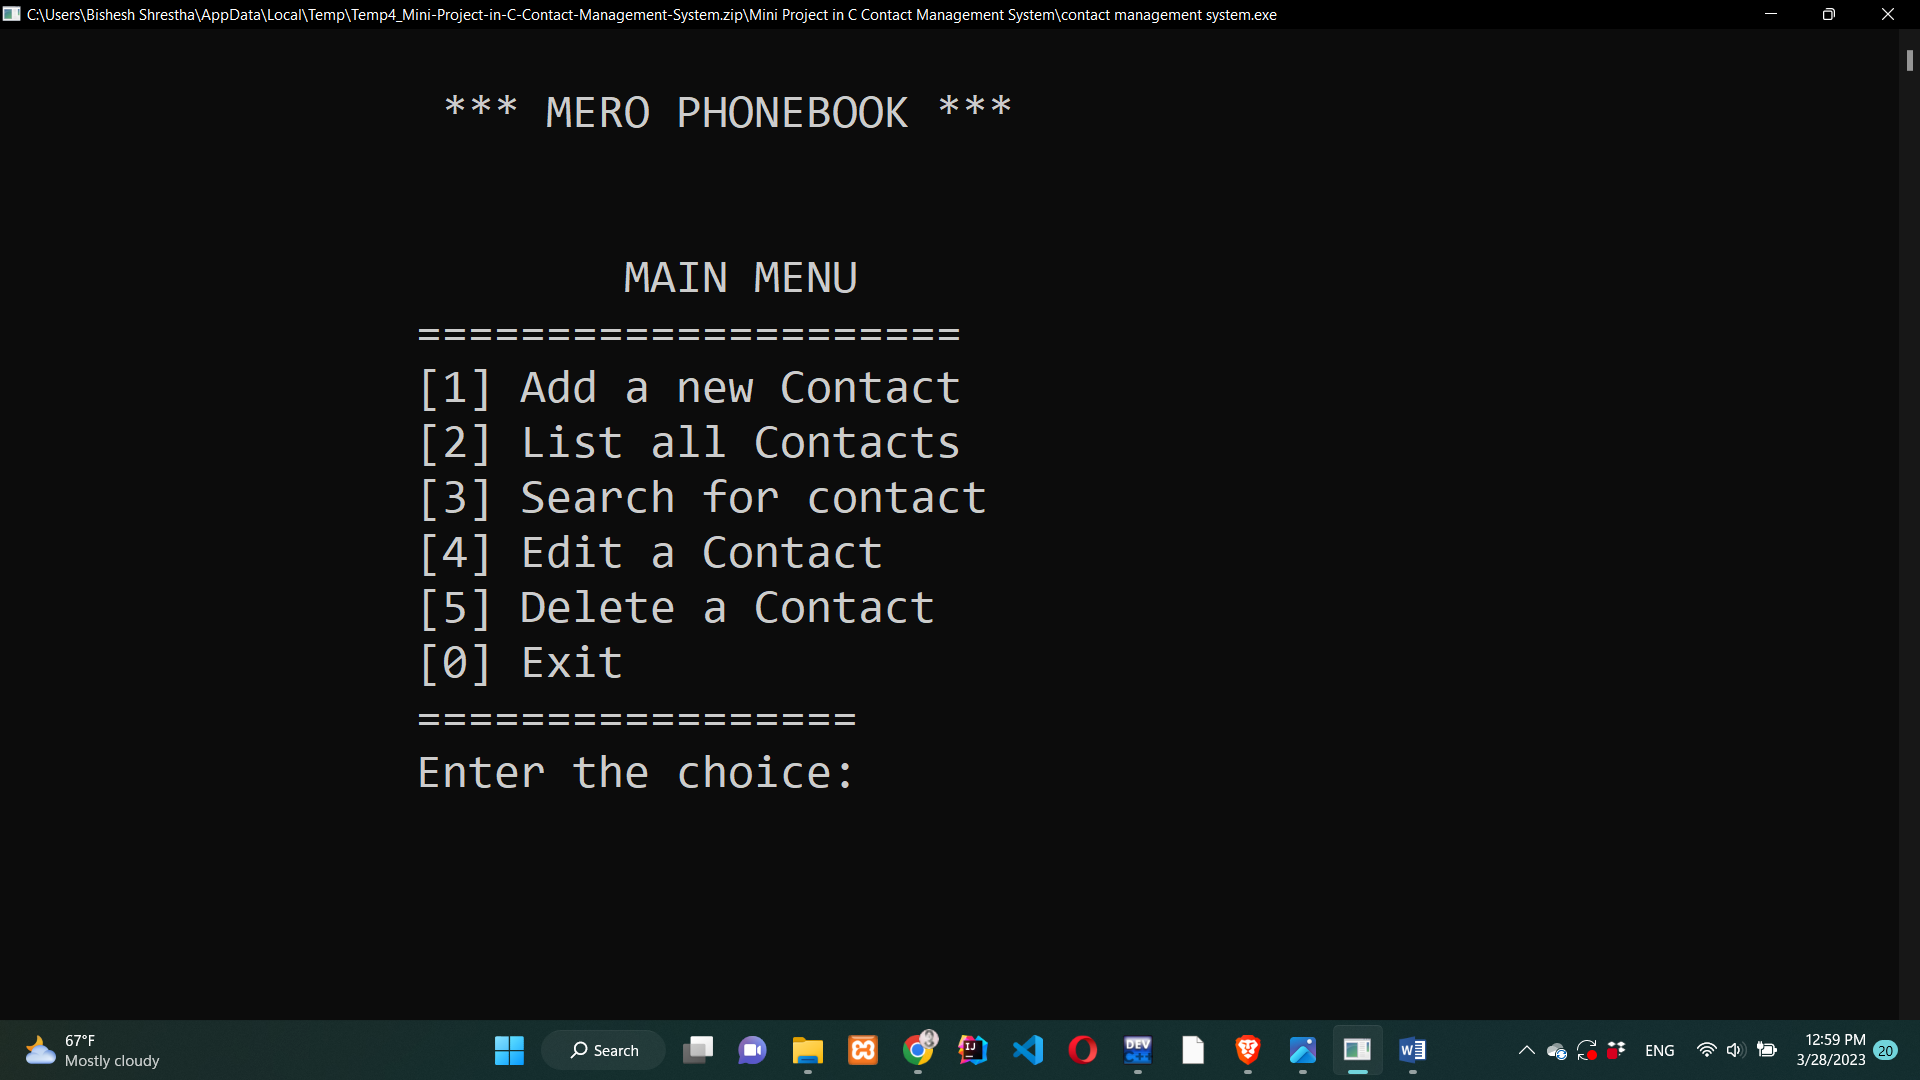 C:\Users\Bishesh Shrestha\AppData\Local\Temp\Temp4_Mini-Project-in-C-Contact-Management-System.zip\Mini Project in C Contact Management System\contact management system.exe
*** MERO PHONEBOOK ***
MAIN MENU
=====================
[1] Add a new Contact
[2] List all Contacts
[3] Search for contact
[4] Edit a Contact
[5] Delete a Contact
[0] Exit
=================
Enter the choice:
67°F
Mostly cloudy
Search
IJ
DEV
C++
W
ENG
12:59 PM
3/28/2023
20